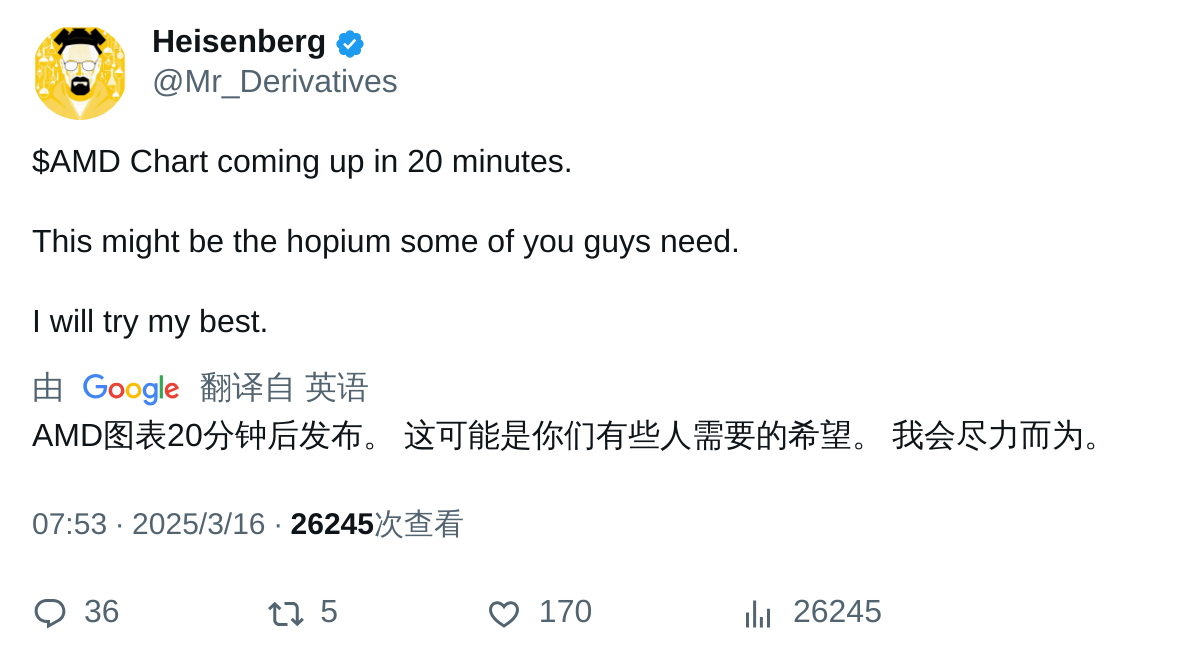 Heisenberg
@Mr_Derivatives
$AMD Chart coming up in 20 minutes.
This might be the hopium some of you guys need.
I will try my best.
由 Google 翻译自 英语
AMD图表20分钟后发布。 这可能是你们有些人需要的希望。 我会尽力而为。
07:53 · 2025/3/16 · 26245次查看
36 5 170 26245